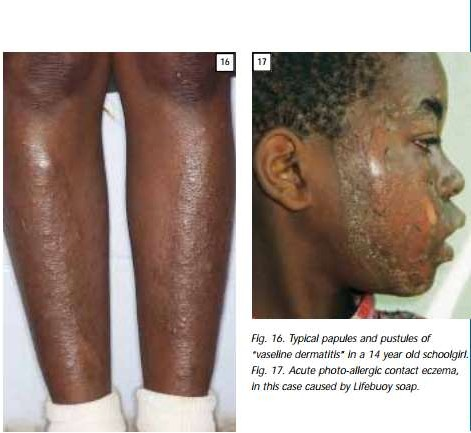 16
17
Fig. 16. Typical papules and pustules of
"vaseline dermatitis" in a 14 year old schoolgirl.
Fig. 17. Acute photo-allergic contact eczema,
in this case caused by Lifebuoy soap.